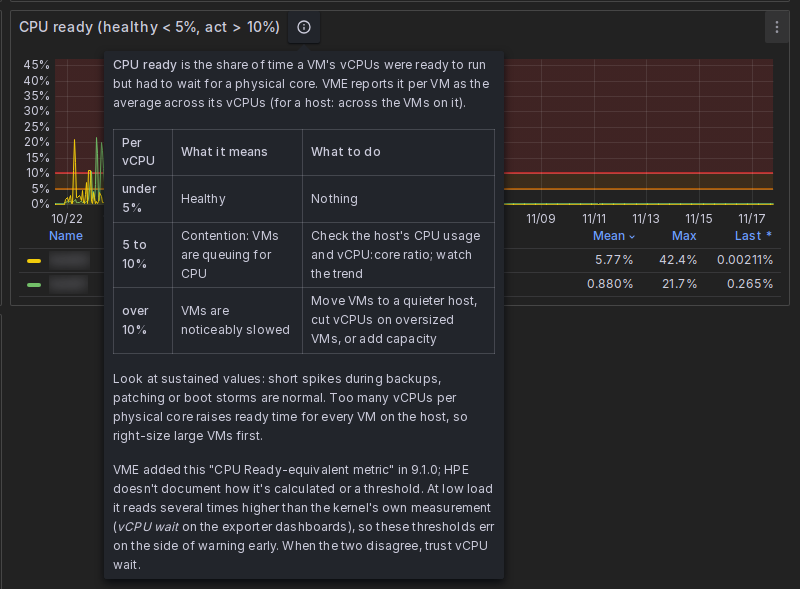 CPU ready (healthy < 5%, act > 10%)
CPU ready is the share of time a VM's vCPUs were ready to run
but had to wait for a physical core. VME reports it per VM as the
average across its vCPUs (for a host: across the VMs on it).
Per vCPU | What it means | What to do
under 5% | Healthy | Nothing
5 to 10% | Contention: VMs are queuing for CPU | Check the host's CPU usage and vCPU:core ratio; watch the trend
over 10% | VMs are noticeably slowed | Move VMs to a quieter host, cut vCPUs on oversized VMs, or add capacity
Look at sustained values: short spikes during backups,
patching or boot storms are normal. Too many vCPUs per
physical core raises ready time for every VM on the host, so
right-size large VMs first.
VME added this "CPU Ready-equivalent metric" in 9.1.0; HPE
doesn't document how it's calculated or a threshold. At low load
it reads several times higher than the kernel's own measurement
(vCPU wait on the exporter dashboards), so these thresholds err
on the side of warning early. When the two disagree, trust vCPU
wait.
45%
40%
35%
30%
25%
20%
15%
10%
5%
0%
10/22 11/09 11/11 11/13 11/15 11/17
Name Mean Max Last *
5.77% 42.4% 0.00211%
0.880% 21.7% 0.265%